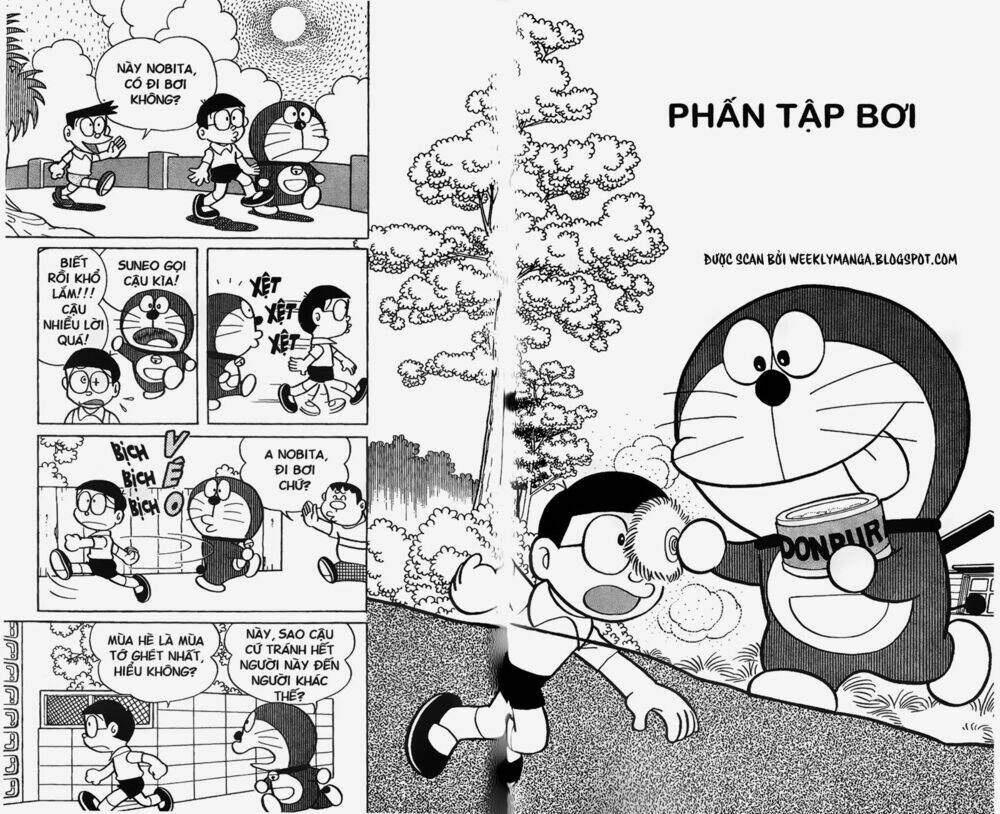 PHẤN TẬP BƠI
ĐƯỢC SCAN BỞI WEEKLYMANGA.BLOGSPOT.COM
DONPUR
NẦY NOBITA,
CÓ ĐI BƠI
KHÔNG?
XỆT
XỆT
XỆT
SUNEO GỌI
CẬU KÌA!
BIẾT
RỒI KHỔ
LẮM!!!
CẬU
NHIỀU LỜI
QUÁ!
A NOBITA,
ĐI BƠI
CHỨ?
VÈO
BỊCH
BỊCH
BỊCH
NÀY, SAO CẬU
CỨ TRÁNH HẾT
NGƯỜI NÀY ĐẾN
NGƯỜI KHÁC
THẾ?
MÙA HÈ LÀ MÙA
TỚ GHÉT NHẤT,
HIỂU KHÔNG?